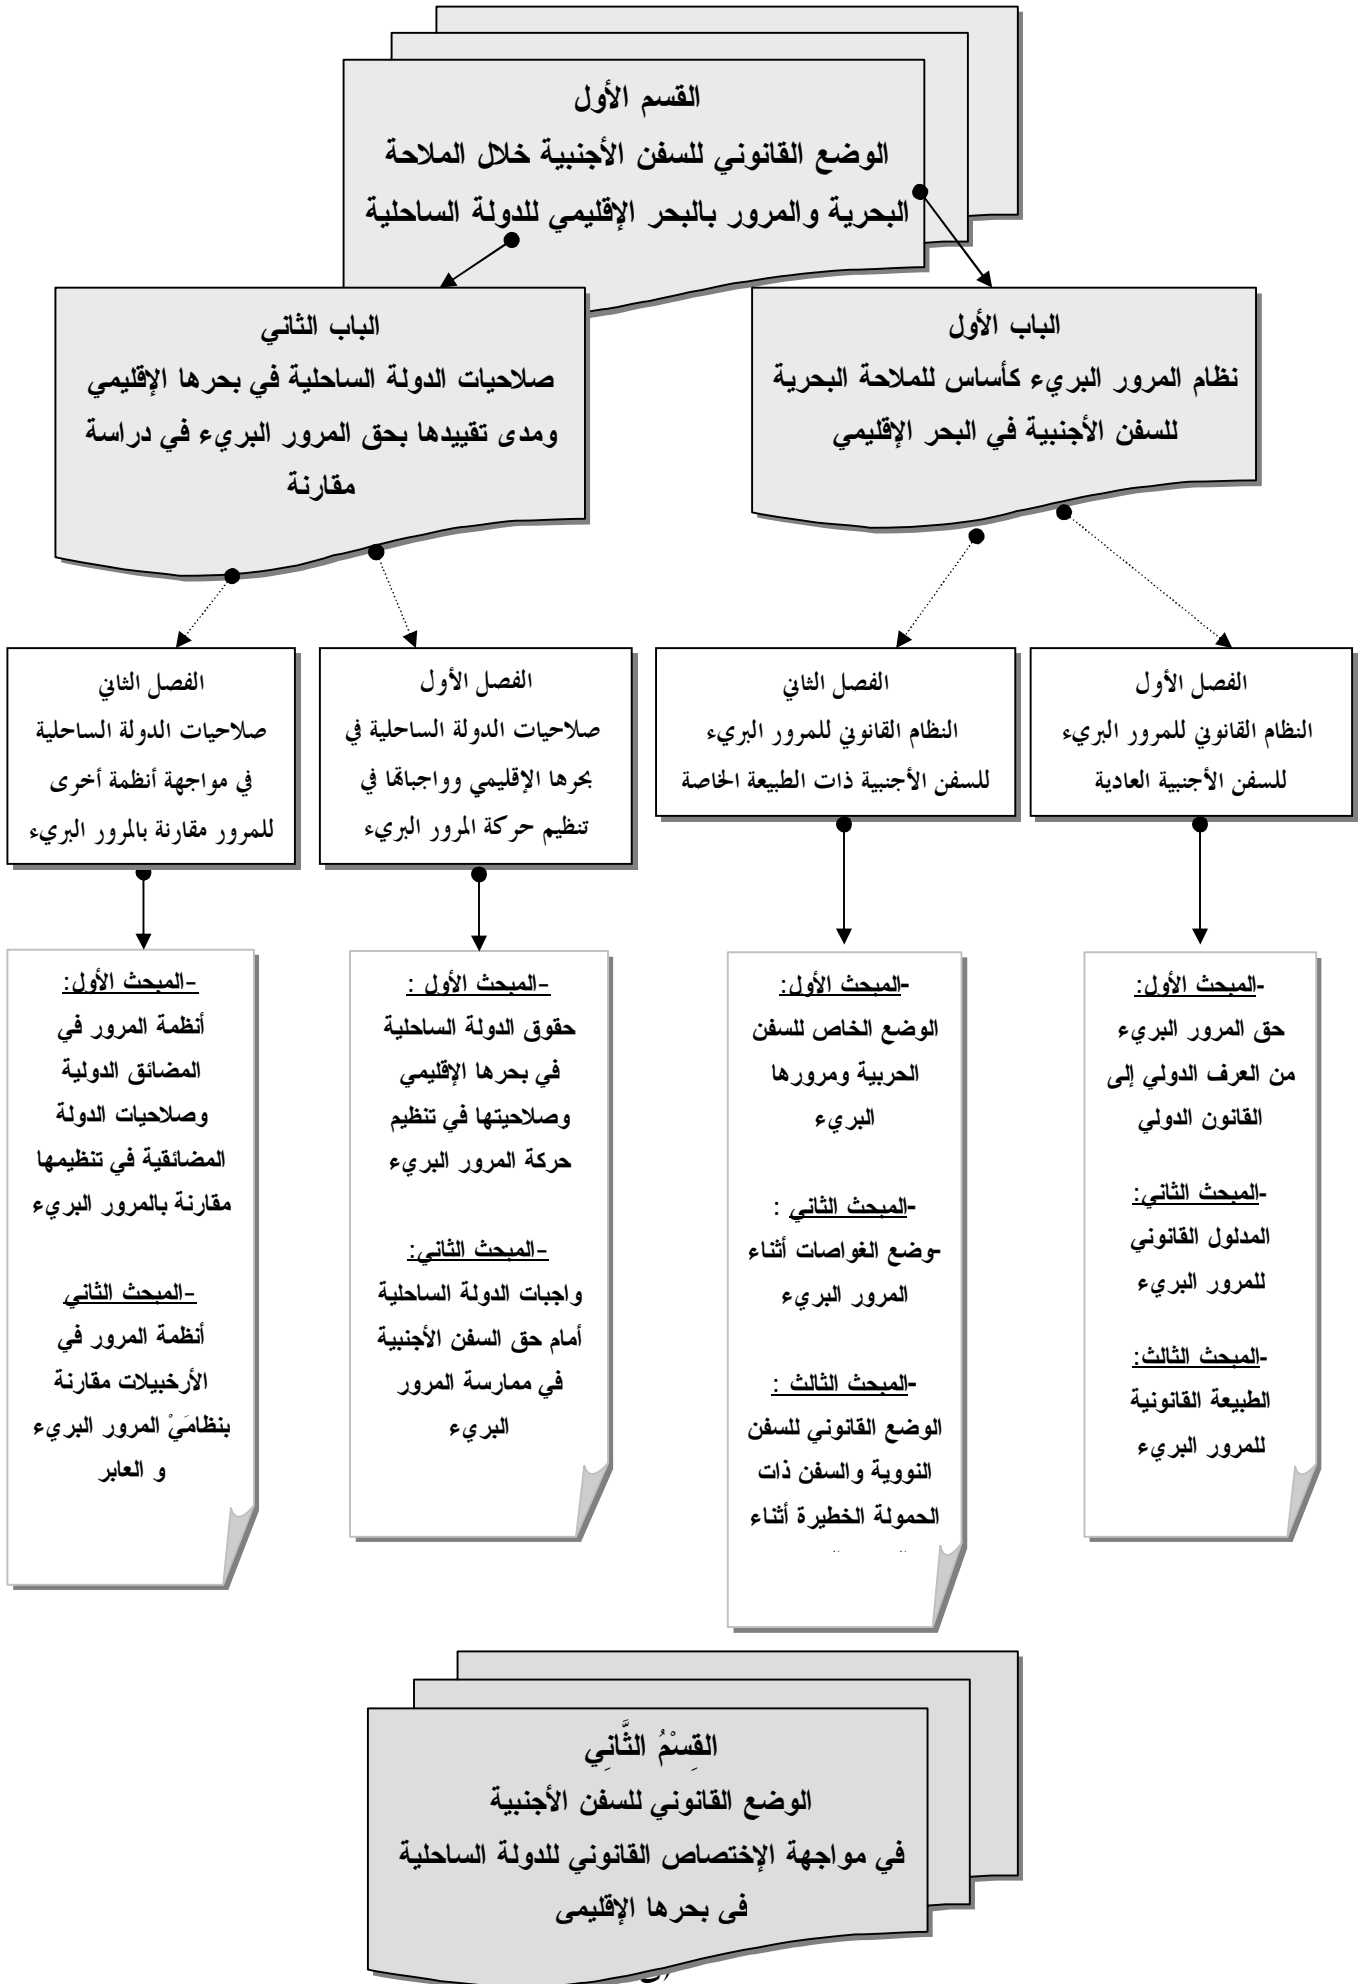 القسم الأول
الوضع القانوني للسفن الأجنبية خلال الملاحة
البحرية والمرور بالبحر الإقليمي للدولة الساحلية
الباب الأول
نظام المرور البريء كأساس للملاحة البحرية
للسفن الأجنبية في البحر الإقليمي
الباب الثاني
صلاحيات الدولة الساحلية في بحرها الإقليمي
ومدى تقييدها بحق المرور البريء في دراسة
مقارنة
الفصل الأول
النظام القانوني للمرور البريء
للسفن الأجنبية العادية
الفصل الثاني
النظام القانوني للمرور البريء
للسفن الأجنبية ذات الطبيعة الخاصة
الفصل الأول
صلاحيات الدولة الساحلية في
بحرها الإقليمي وواجباتها في
تنظيم حركة المرور البريء
الفصل الثاني
صلاحيات الدولة الساحلية
في مواجهة أنظمة أخرى
للمرور مقارنة بالمرور البريء
-المبحث الأول:
حق المرور البريء
من العرف الدولي إلى
القانون الدولي
-المبحث الثاني:
المدلول القانوني
للمرور البريء
-المبحث الثالث:
الطبيعة القانونية
للمرور البريء
-المبحث الأول:
الوضع الخاص للسفن
الحربية ومرورها
البريء
-المبحث الثاني :
-وضع الغواصات أثناء
المرور البريء
-المبحث الثالث :
الوضع القانوني للسفن
النووية والسفن ذات
الحمولة الخطيرة أثناء
-المبحث الأول :
حقوق الدولة الساحلية
في بحرها الإقليمي
وصلاحيتها في تنظيم
حركة المرور البريء
-المبحث الثاني:
واجبات الدولة الساحلية
أمام حق السفن الأجنبية
في ممارسة المرور
البريء
-المبحث الأول:
أنظمة المرور في
المضائق الدولية
وصلاحيات الدولة
المضائقية في تنظيمها
مقارنة بالمرور البريء
-المبحث الثاني
أنظمة المرور في
الأرخبيلات مقارنة
بنظامَيْ المرور البريء
و العابر
القِسْمُ الثَّانِي
الوضع القانوني للسفن الأجنبية
في مواجهة الإختصاص القانوني للدولة الساحلية
في بحرها الإقليمي